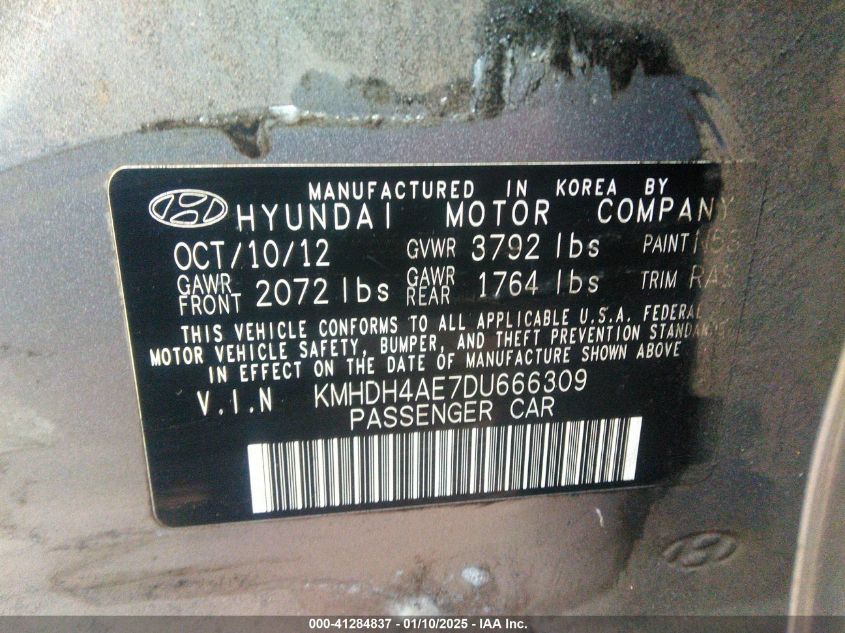 MANUFACTURED IN KOREA BY
HYUNDAI MOTOR COMPANY
OCT/10/12 GVWR 3792 lbs PAINT
GAWR FRONT 2072 lbs GAWR REAR 1764 lbs TRIM
THIS VEHICLE CONFORMS TO ALL APPLICABLE U.S.A. FEDERAL
MOTOR VEHICLE SAFETY, BUMPER, AND THEFT PREVENTION STANDARDS
IN EFFECT ON THE DATE OF MANUFACTURE SHOWN ABOVE
V.I.N KMHDH4AE7DU666309
PASSENGER CAR
000-41284837 - 01/10/2025 - IAA Inc.